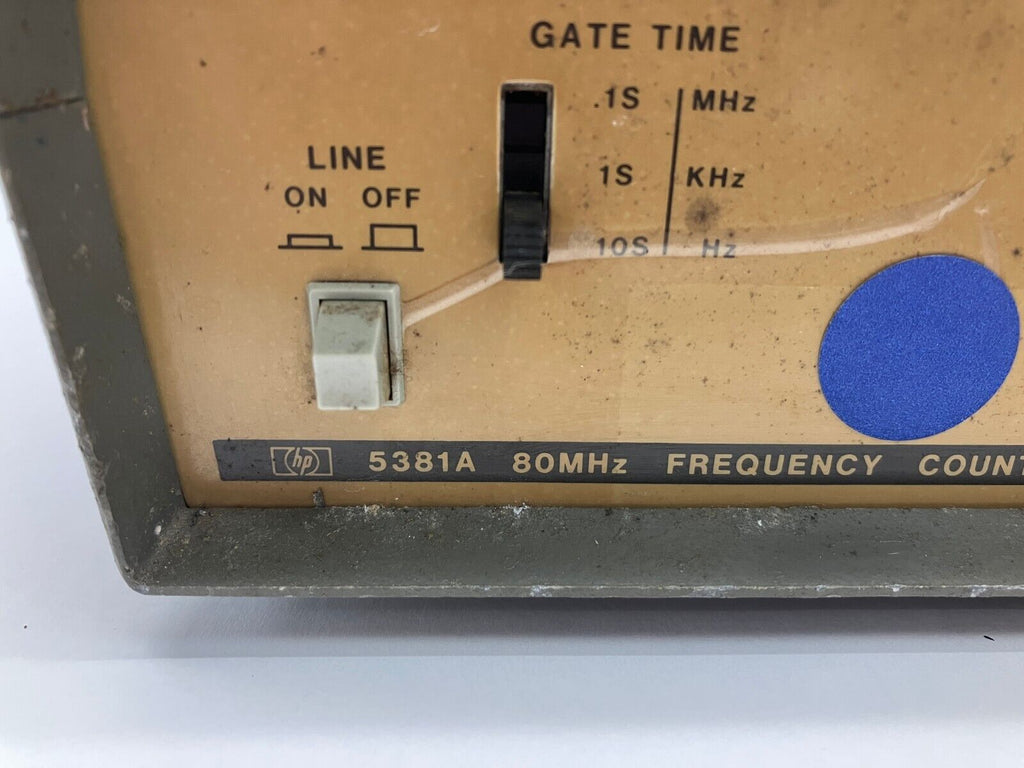 GATE TIME
.1S MHz
1S KHz
10S Hz
LINE
ON OFF
hp 5381A 80MHz FREQUENCY COUNT